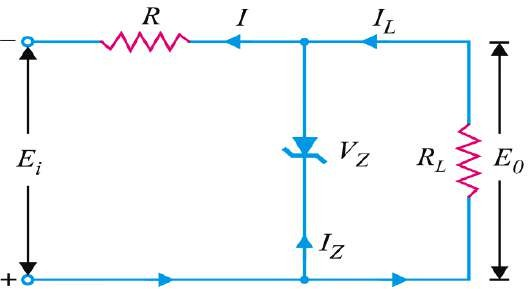 R I I_L
−
E_i V_Z R_L E_0
I_Z
+